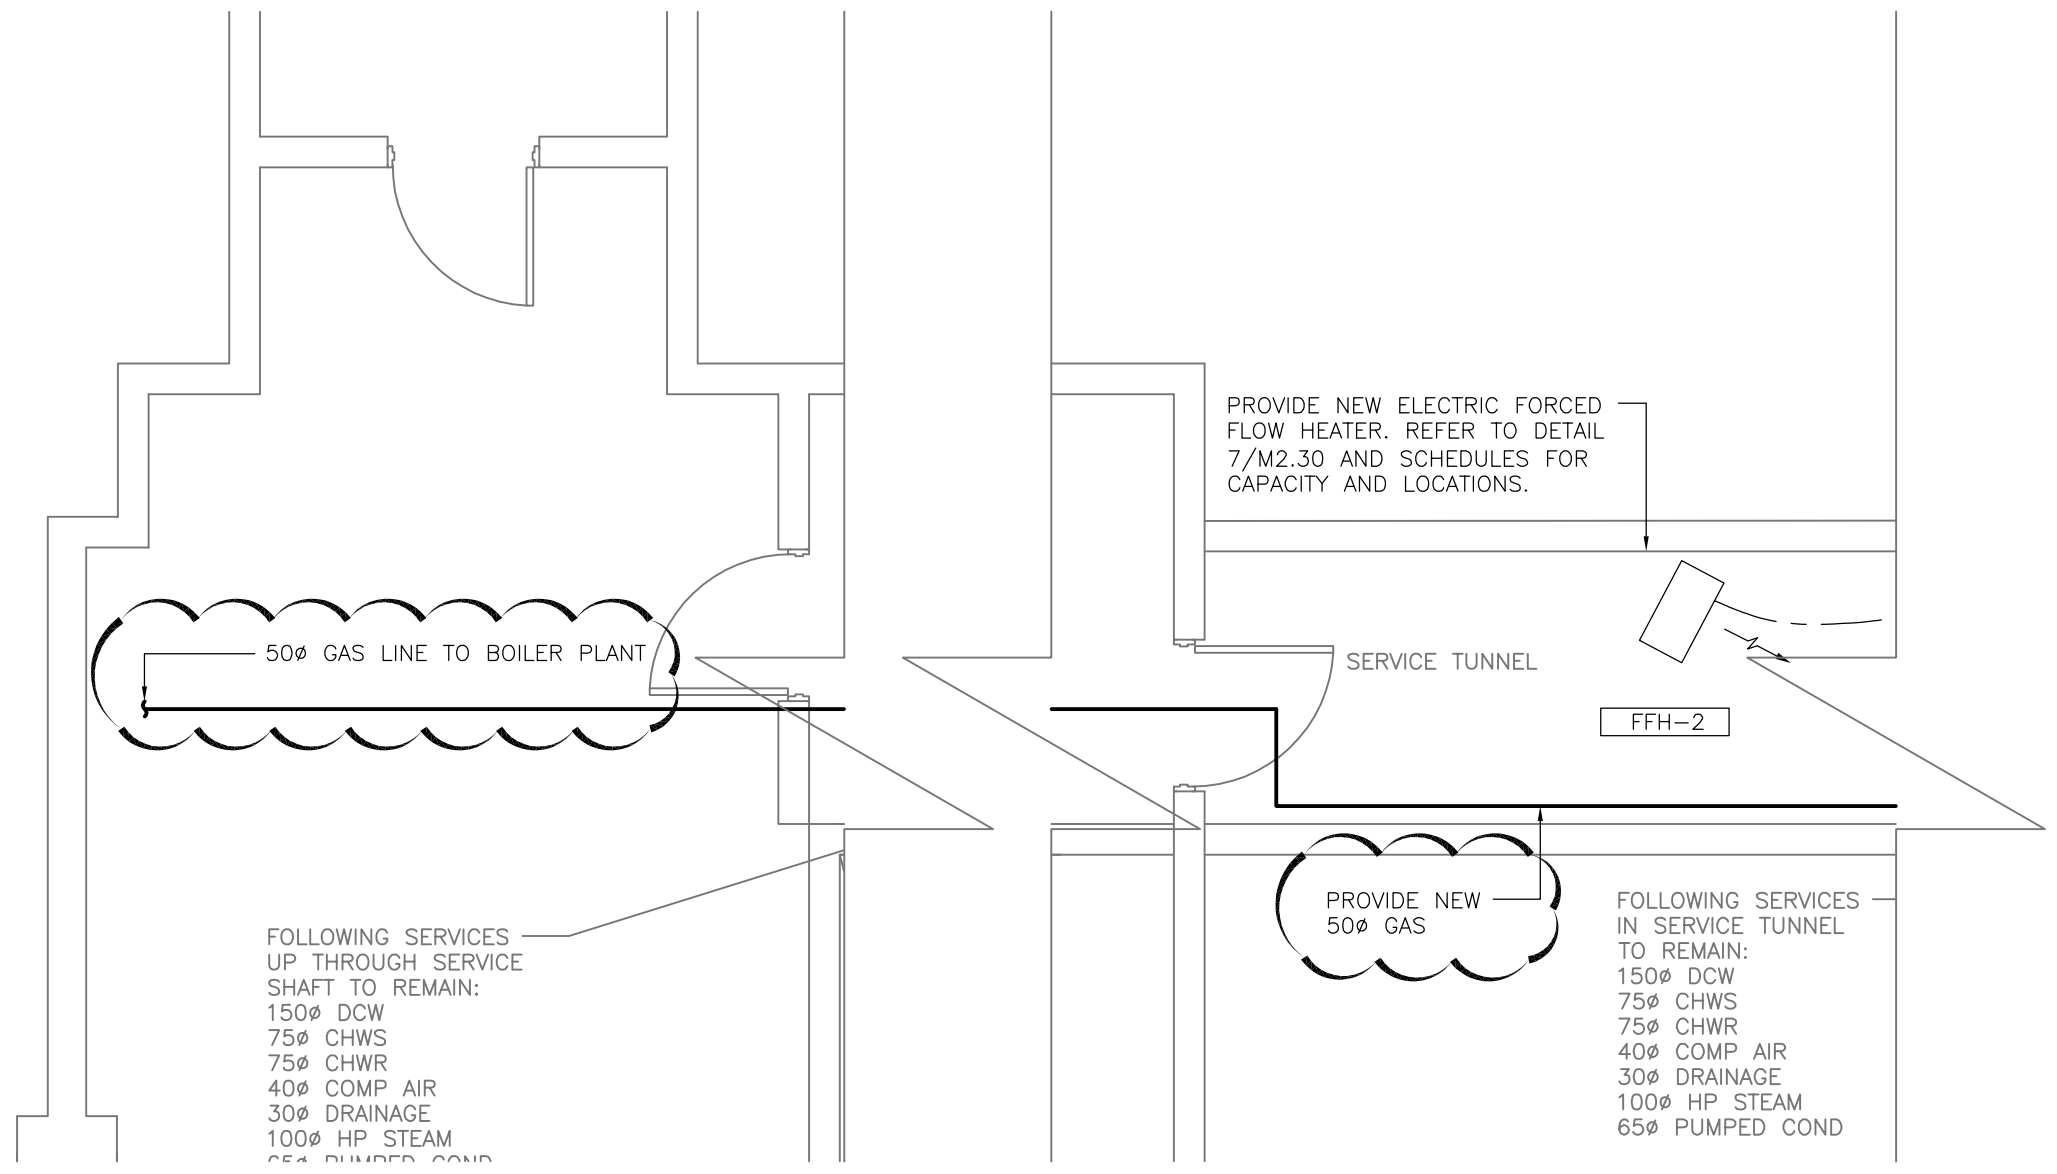 PROVIDE NEW ELECTRIC FORCED
FLOW HEATER. REFER TO DETAIL
7/M2.30 AND SCHEDULES FOR
CAPACITY AND LOCATIONS.
50ø GAS LINE TO BOILER PLANT
SERVICE TUNNEL
FFH-2
PROVIDE NEW
50ø GAS
FOLLOWING SERVICES
IN SERVICE TUNNEL
TO REMAIN:
150ø DCW
75ø CHWS
75ø CHWR
40ø COMP AIR
30ø DRAINAGE
100ø HP STEAM
65ø PUMPED COND
FOLLOWING SERVICES
UP THROUGH SERVICE
SHAFT TO REMAIN:
150ø DCW
75ø CHWS
75ø CHWR
40ø COMP AIR
30ø DRAINAGE
100ø HP STEAM
65ø PUMPED COND